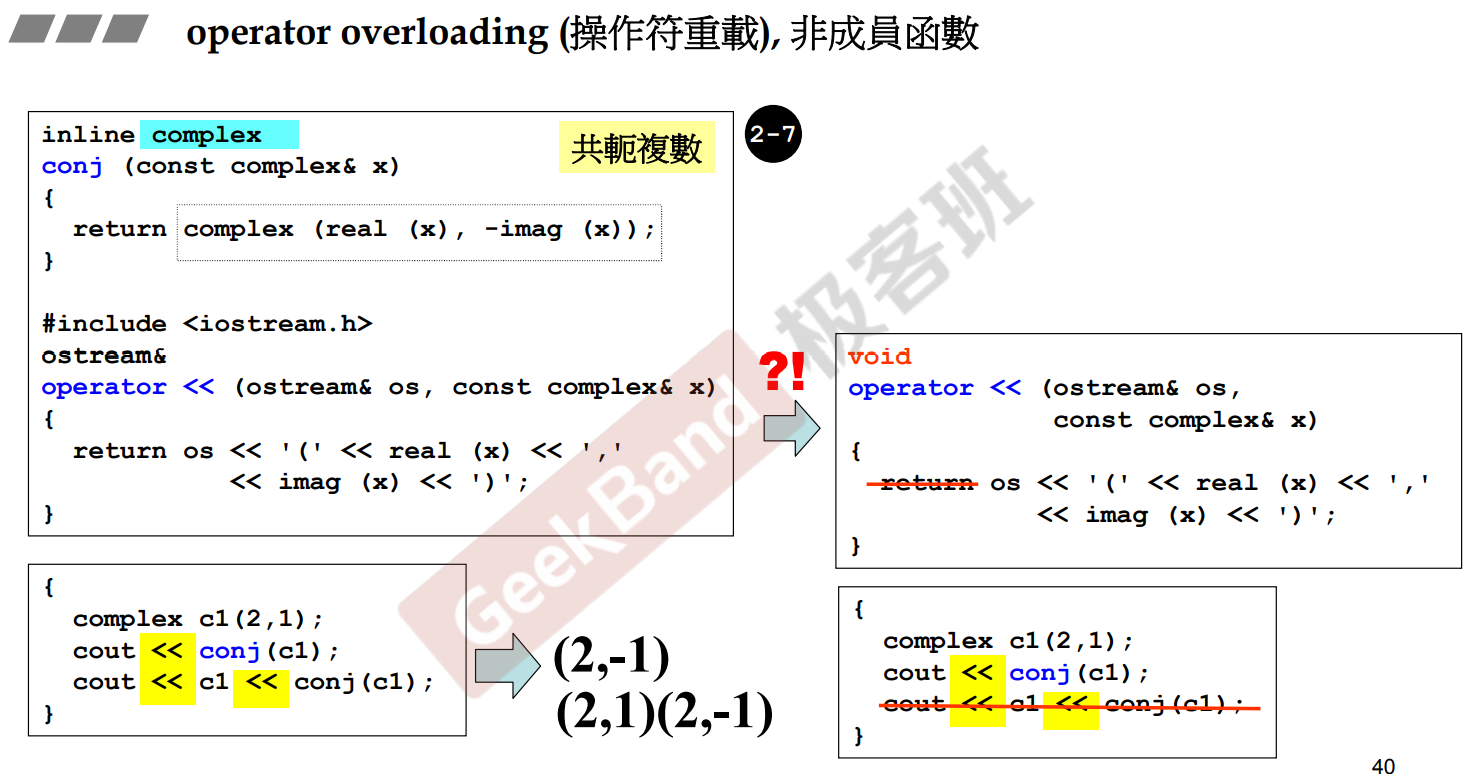 operator overloading (操作符重載), 非成員函數
inline complex
共軛複數
2-7
conj (const complex& x)
{
return complex (real (x), -imag (x));
}
#include <iostream.h>
ostream&
operator << (ostream& os, const complex& x)
{
return os << '(' << real (x) << ','
<< imag (x) << ')';
}
?!
void
operator << (ostream& os,
const complex& x)
{
return os << '(' << real (x) << ','
<< imag (x) << ')';
}
{
complex c1(2,1);
cout << conj(c1);
cout << c1 << conj(c1);
}
(2,-1)
(2,1)(2,-1)
{
complex c1(2,1);
cout << conj(c1);
cout << c1 << conj(c1);
}
GeekBand 极客班
40